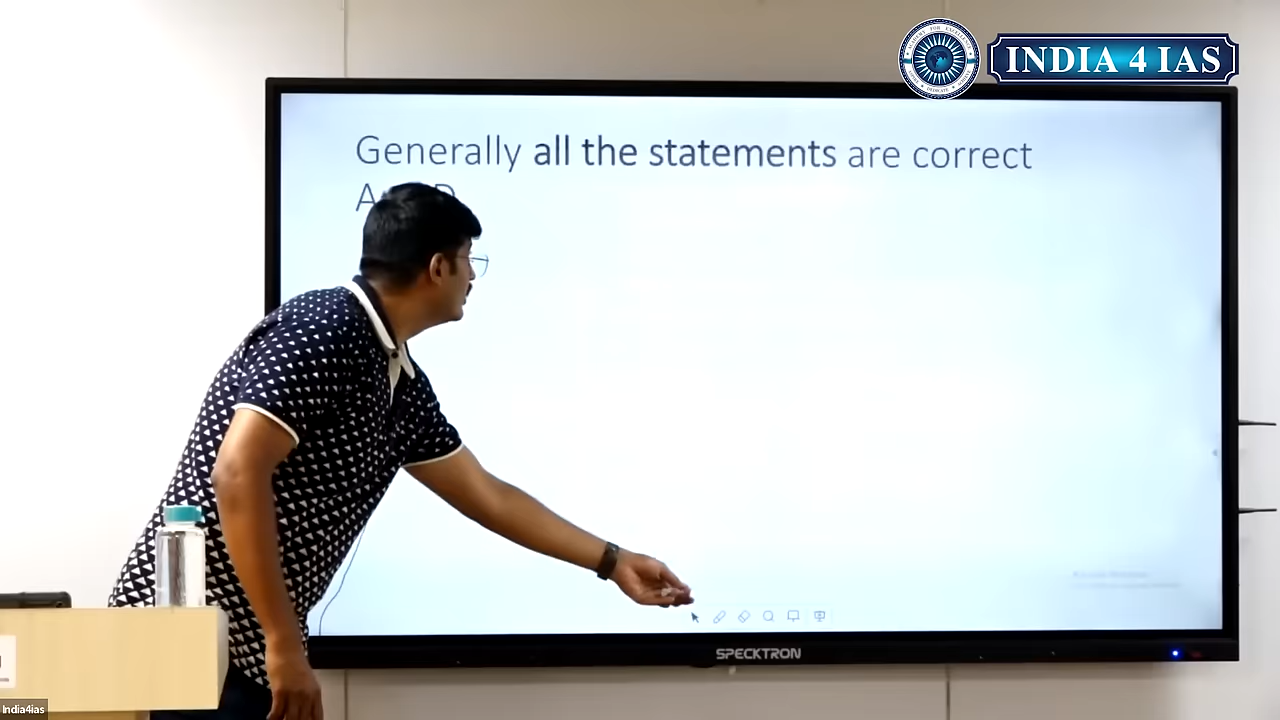 INDIA 4 IAS
Generally all the statements are correct
SPECKTRON
India4ias